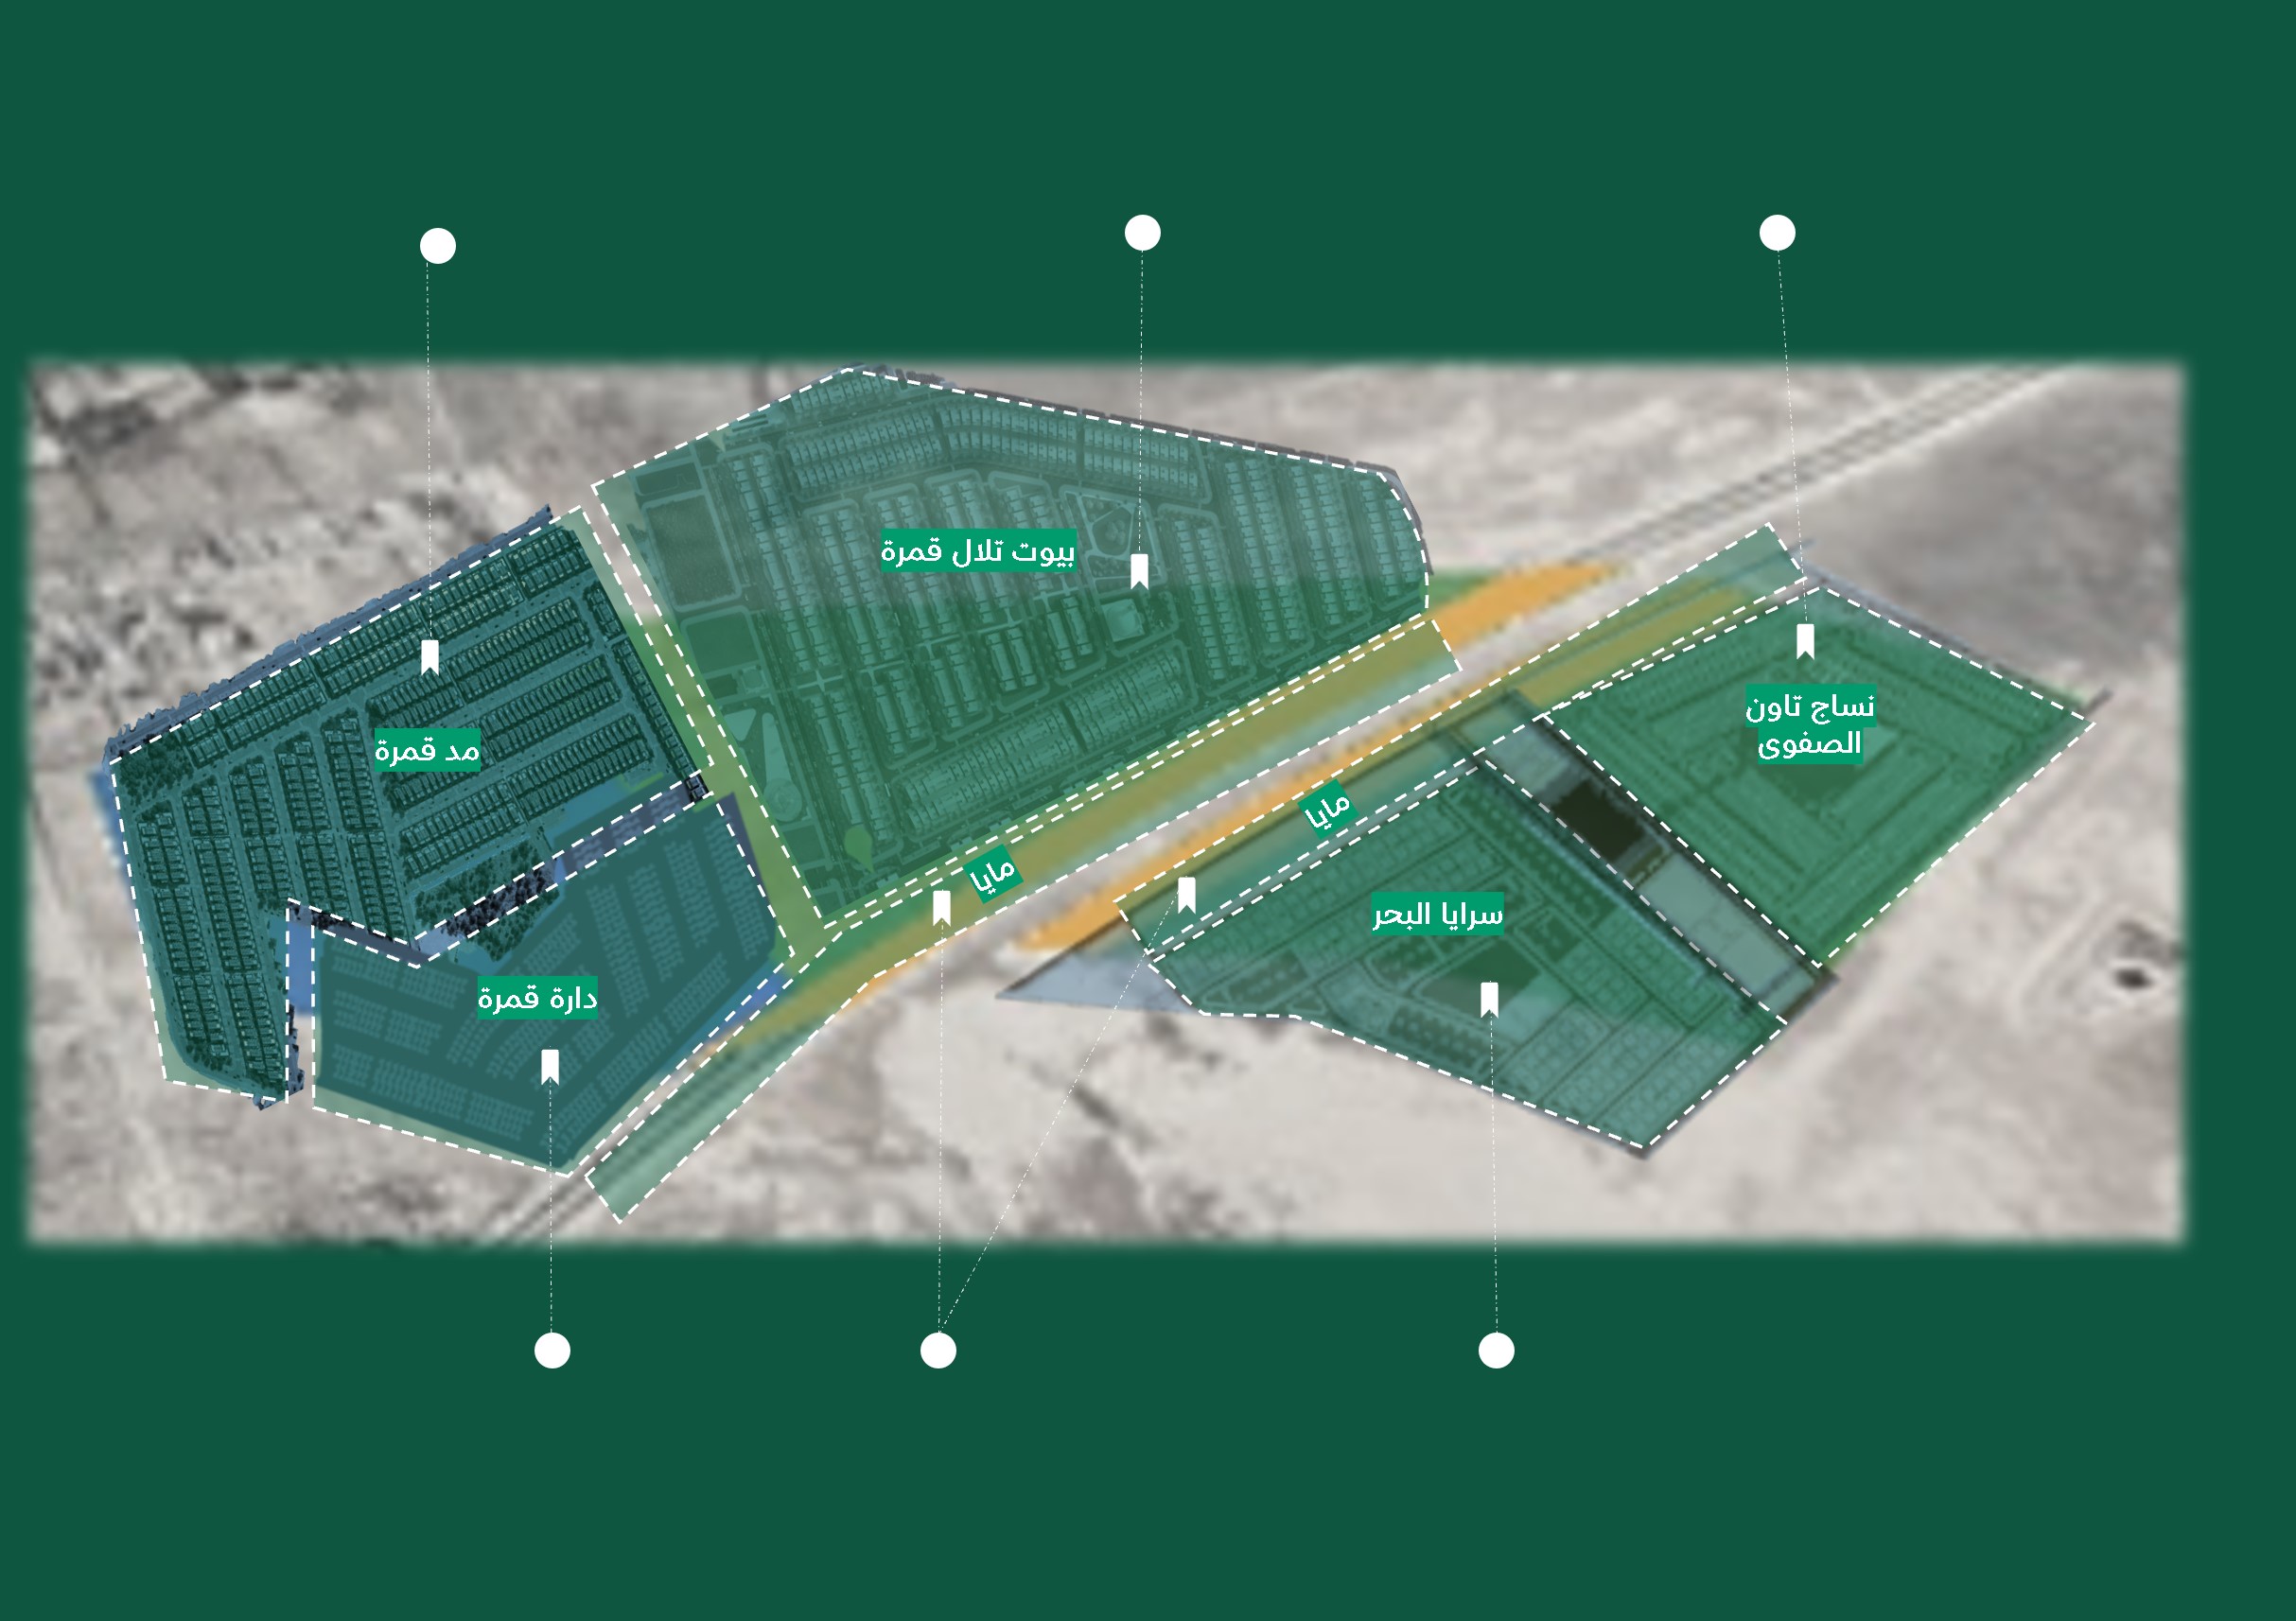 بيوت تلال قمرة
نساج تاون
الصفوى
مد قمرة
مايا
مايا
سرايا البحر
دارة قمرة